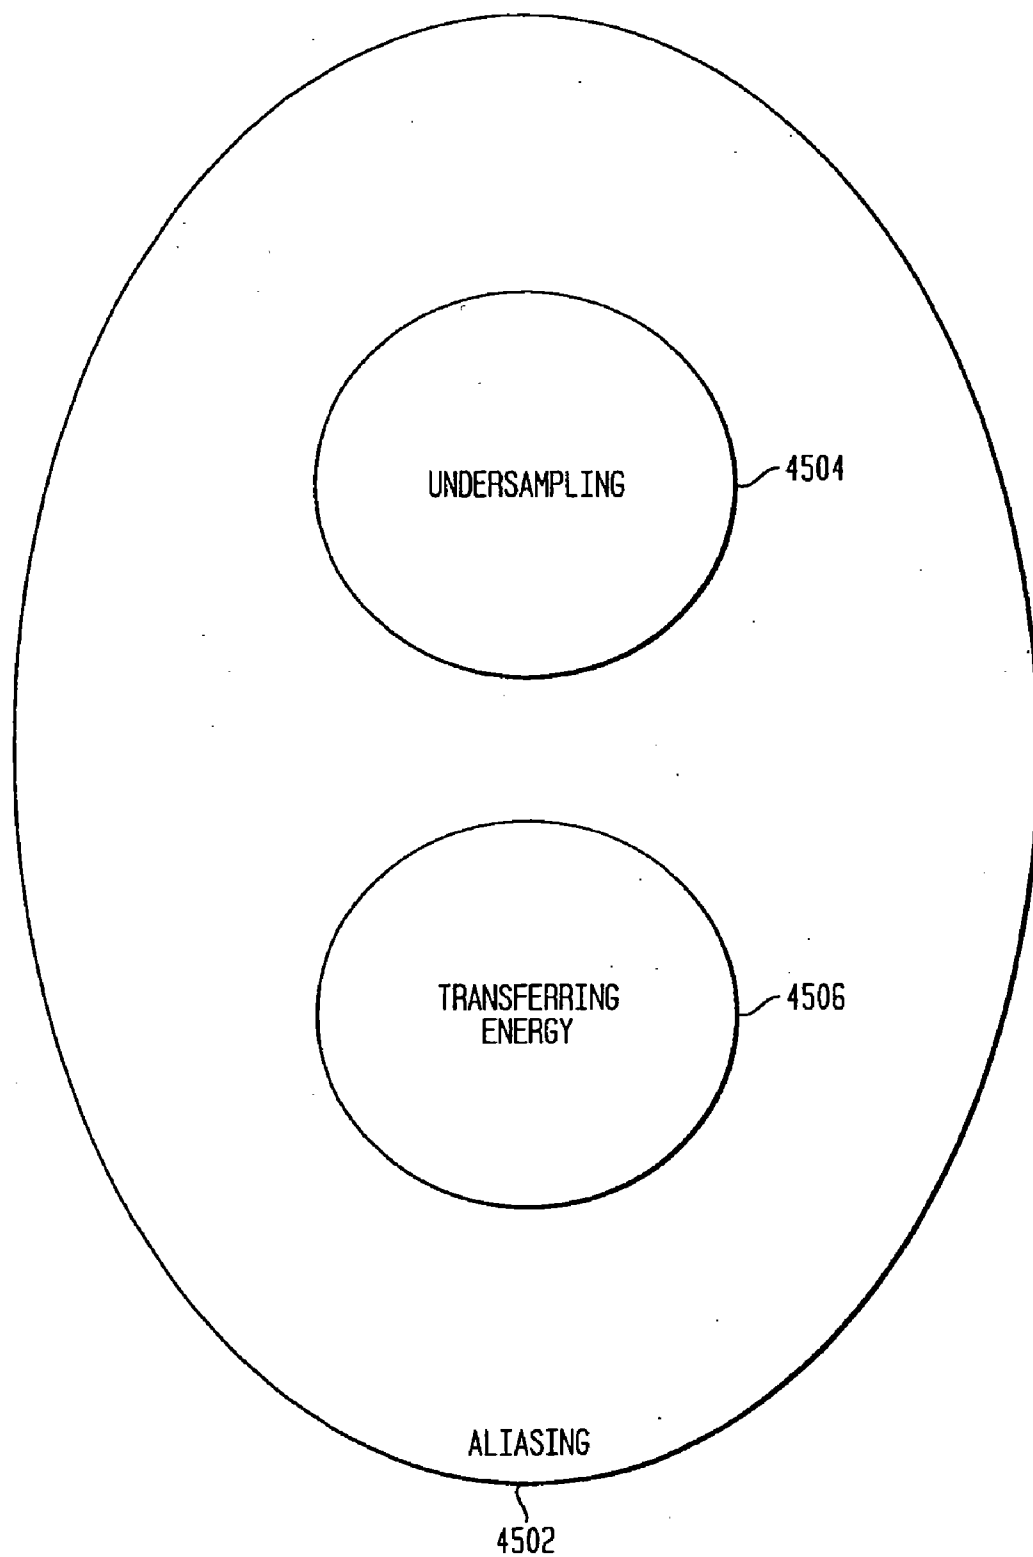 UNDERSAMPLING
4504
TRANSFERRING
ENERGY
4506
ALIASING
4502